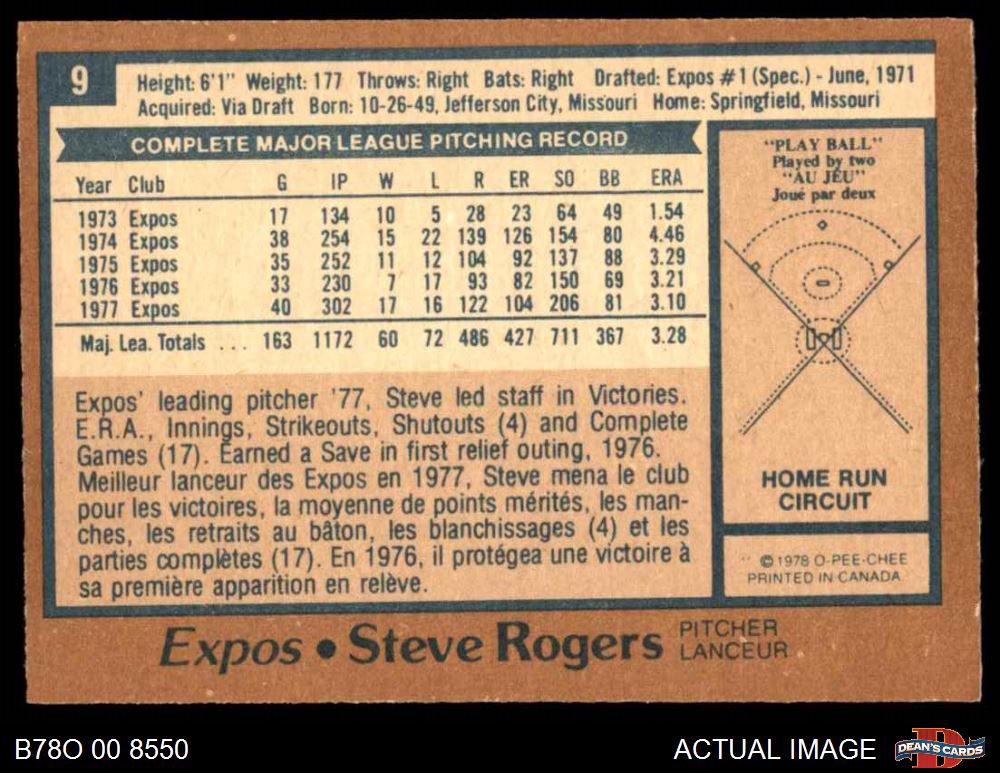 9
Height: 6'1" Weight: 177 Throws: Right Bats: Right Drafted: Expos #1 (Spec.) - June, 1971
Acquired: Via Draft Born: 10-26-49, Jefferson City, Missouri Home: Springfield, Missouri
COMPLETE MAJOR LEAGUE PITCHING RECORD
Year Club G IP W L R ER SO BB ERA
1973 Expos 17 134 10 5 28 23 64 49 1.54
1974 Expos 38 254 15 22 139 126 154 80 4.46
1975 Expos 35 252 11 12 104 92 137 88 3.29
1976 Expos 33 230 7 17 93 82 150 69 3.21
1977 Expos 40 302 17 16 122 104 206 81 3.10
Maj. Lea. Totals ... 163 1172 60 72 486 427 711 367 3.28
Expos' leading pitcher '77, Steve led staff in Victories.
E.R.A., Innings, Strikeouts, Shutouts (4) and Complete
Games (17). Earned a Save in first relief outing, 1976.
Meilleur lanceur des Expos en 1977, Steve mena le club
pour les victoires, la moyenne de points mérités, les man-
ches, les retraits au bâton, les blanchissages (4) et les
parties complètes (17). En 1976, il protégea une victoire à
sa première apparition en relève.
"PLAY BALL"
Played by two
"AU JEU"
Joué par deux
HOME RUN
CIRCUIT
© 1978 O-PEE-CHEE
PRINTED IN CANADA
Expos • Steve Rogers
PITCHER
LANCEUR
B78O 00 8550
ACTUAL IMAGE
D
DEAN'S CARDS